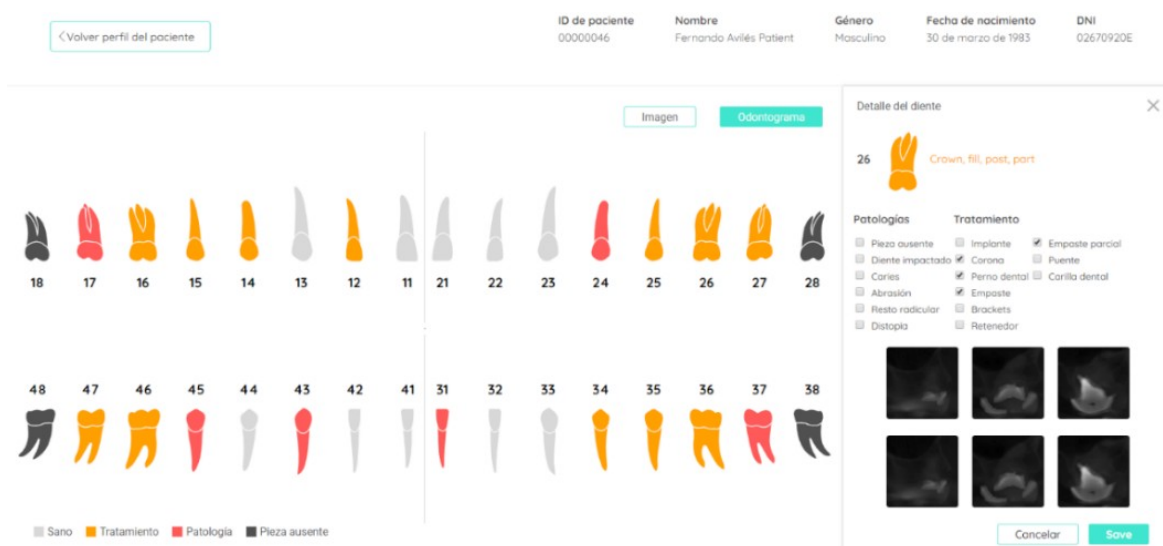 Volver perfil del paciente
ID de paciente Nombre Género Fecha de nacimiento DNI
00000046 Fernando Avilés Patient Masculino 30 de marzo de 1983 02670920E
Imagen Odontograma
18 17 16 15 14 13 12 11 21 22 23 24 25 26 27 28
48 47 46 45 44 43 42 41 31 32 33 34 35 36 37 38
Sano Tratamiento Patología Pieza ausente
Detalle del diente
26 Crown, fill, post, part
Patologías Tratamiento
Pieza ausente Implante Empaste parcial
Diente impactado Corona Puente
Caries Perno dental Carilla dental
Abrasión Empaste
Resto radicular Brackets
Distopia Retenedor
Cancelar Save